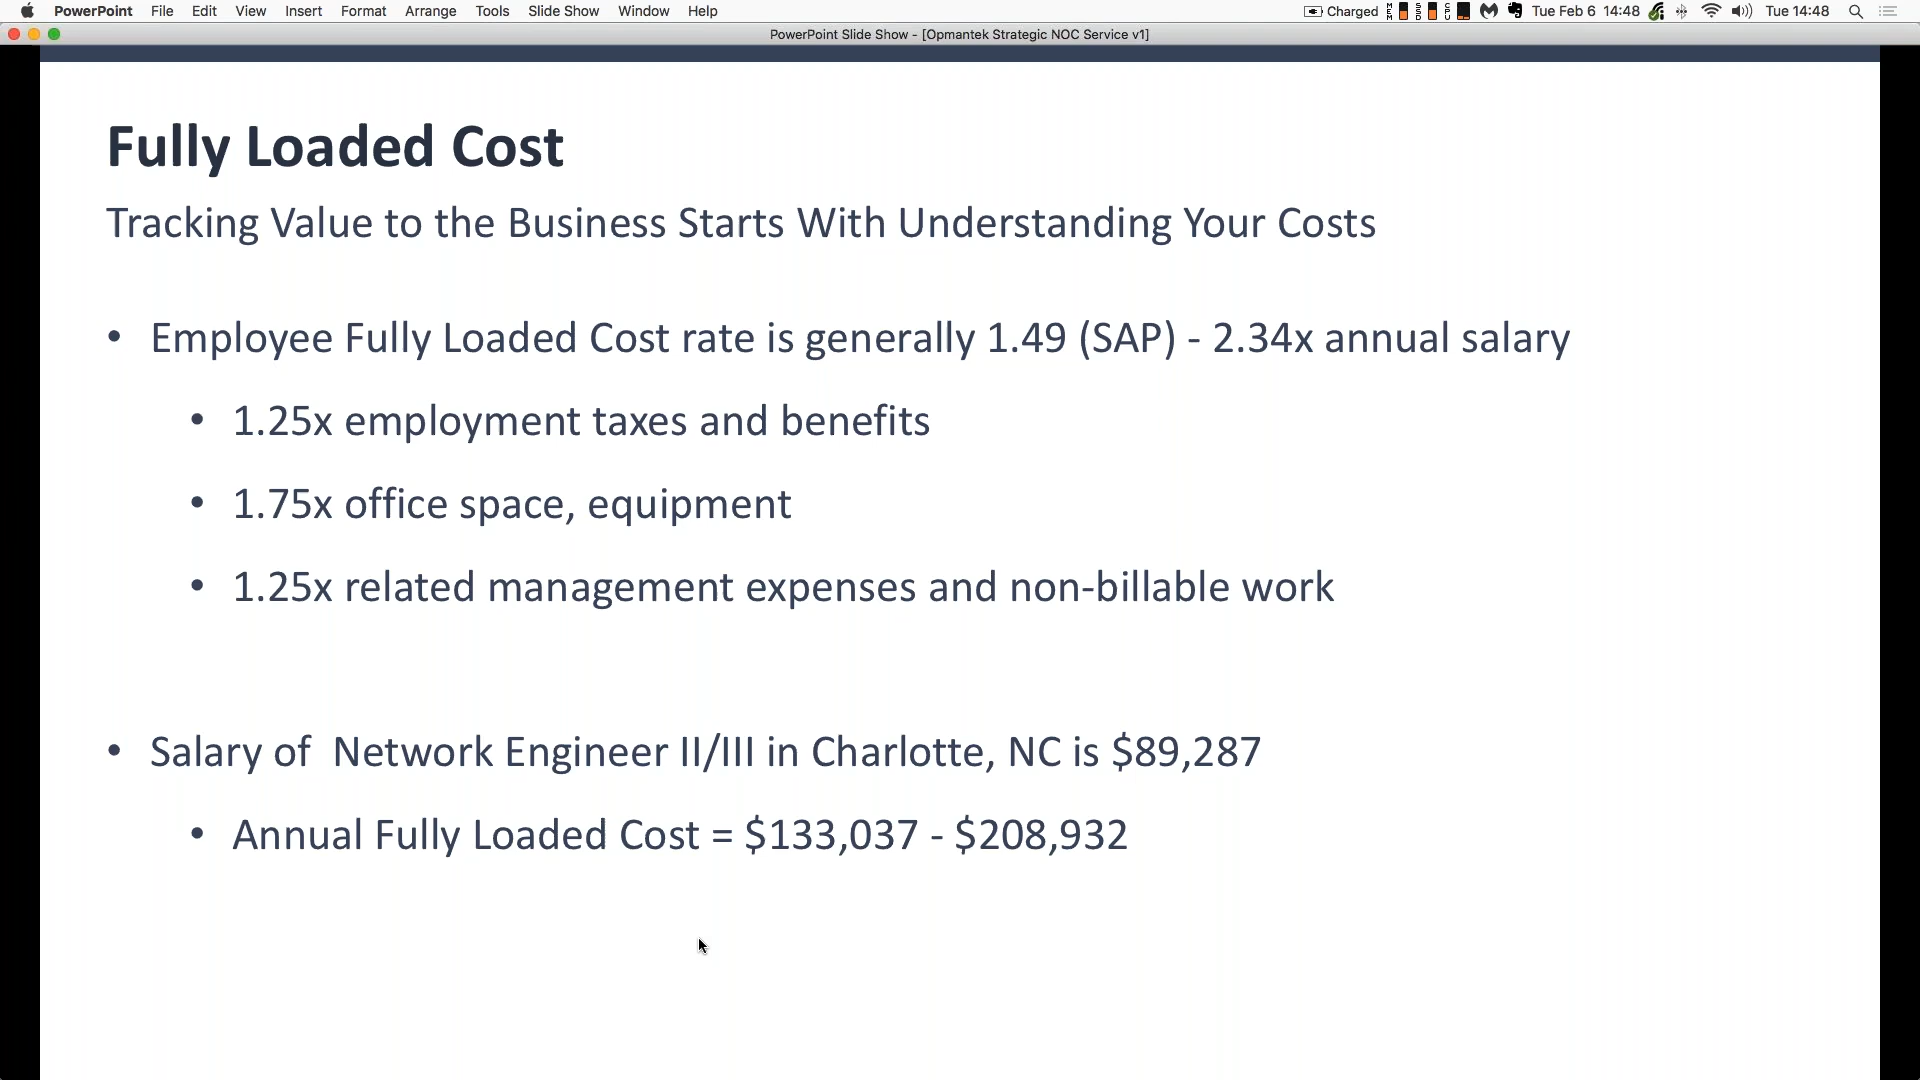 PowerPoint File Edit View Insert Format Arrange Tools Slide Show Window Help Charged MEM SSD CPU Tue Feb 6 14:48 Tue 14:48
PowerPoint Slide Show - [Opmantek Strategic NOC Service v1]
Fully Loaded Cost
Tracking Value to the Business Starts With Understanding Your Costs
• Employee Fully Loaded Cost rate is generally 1.49 (SAP) - 2.34x annual salary
• 1.25x employment taxes and benefits
• 1.75x office space, equipment
• 1.25x related management expenses and non-billable work
• Salary of Network Engineer II/III in Charlotte, NC is $89,287
• Annual Fully Loaded Cost = $133,037 - $208,932